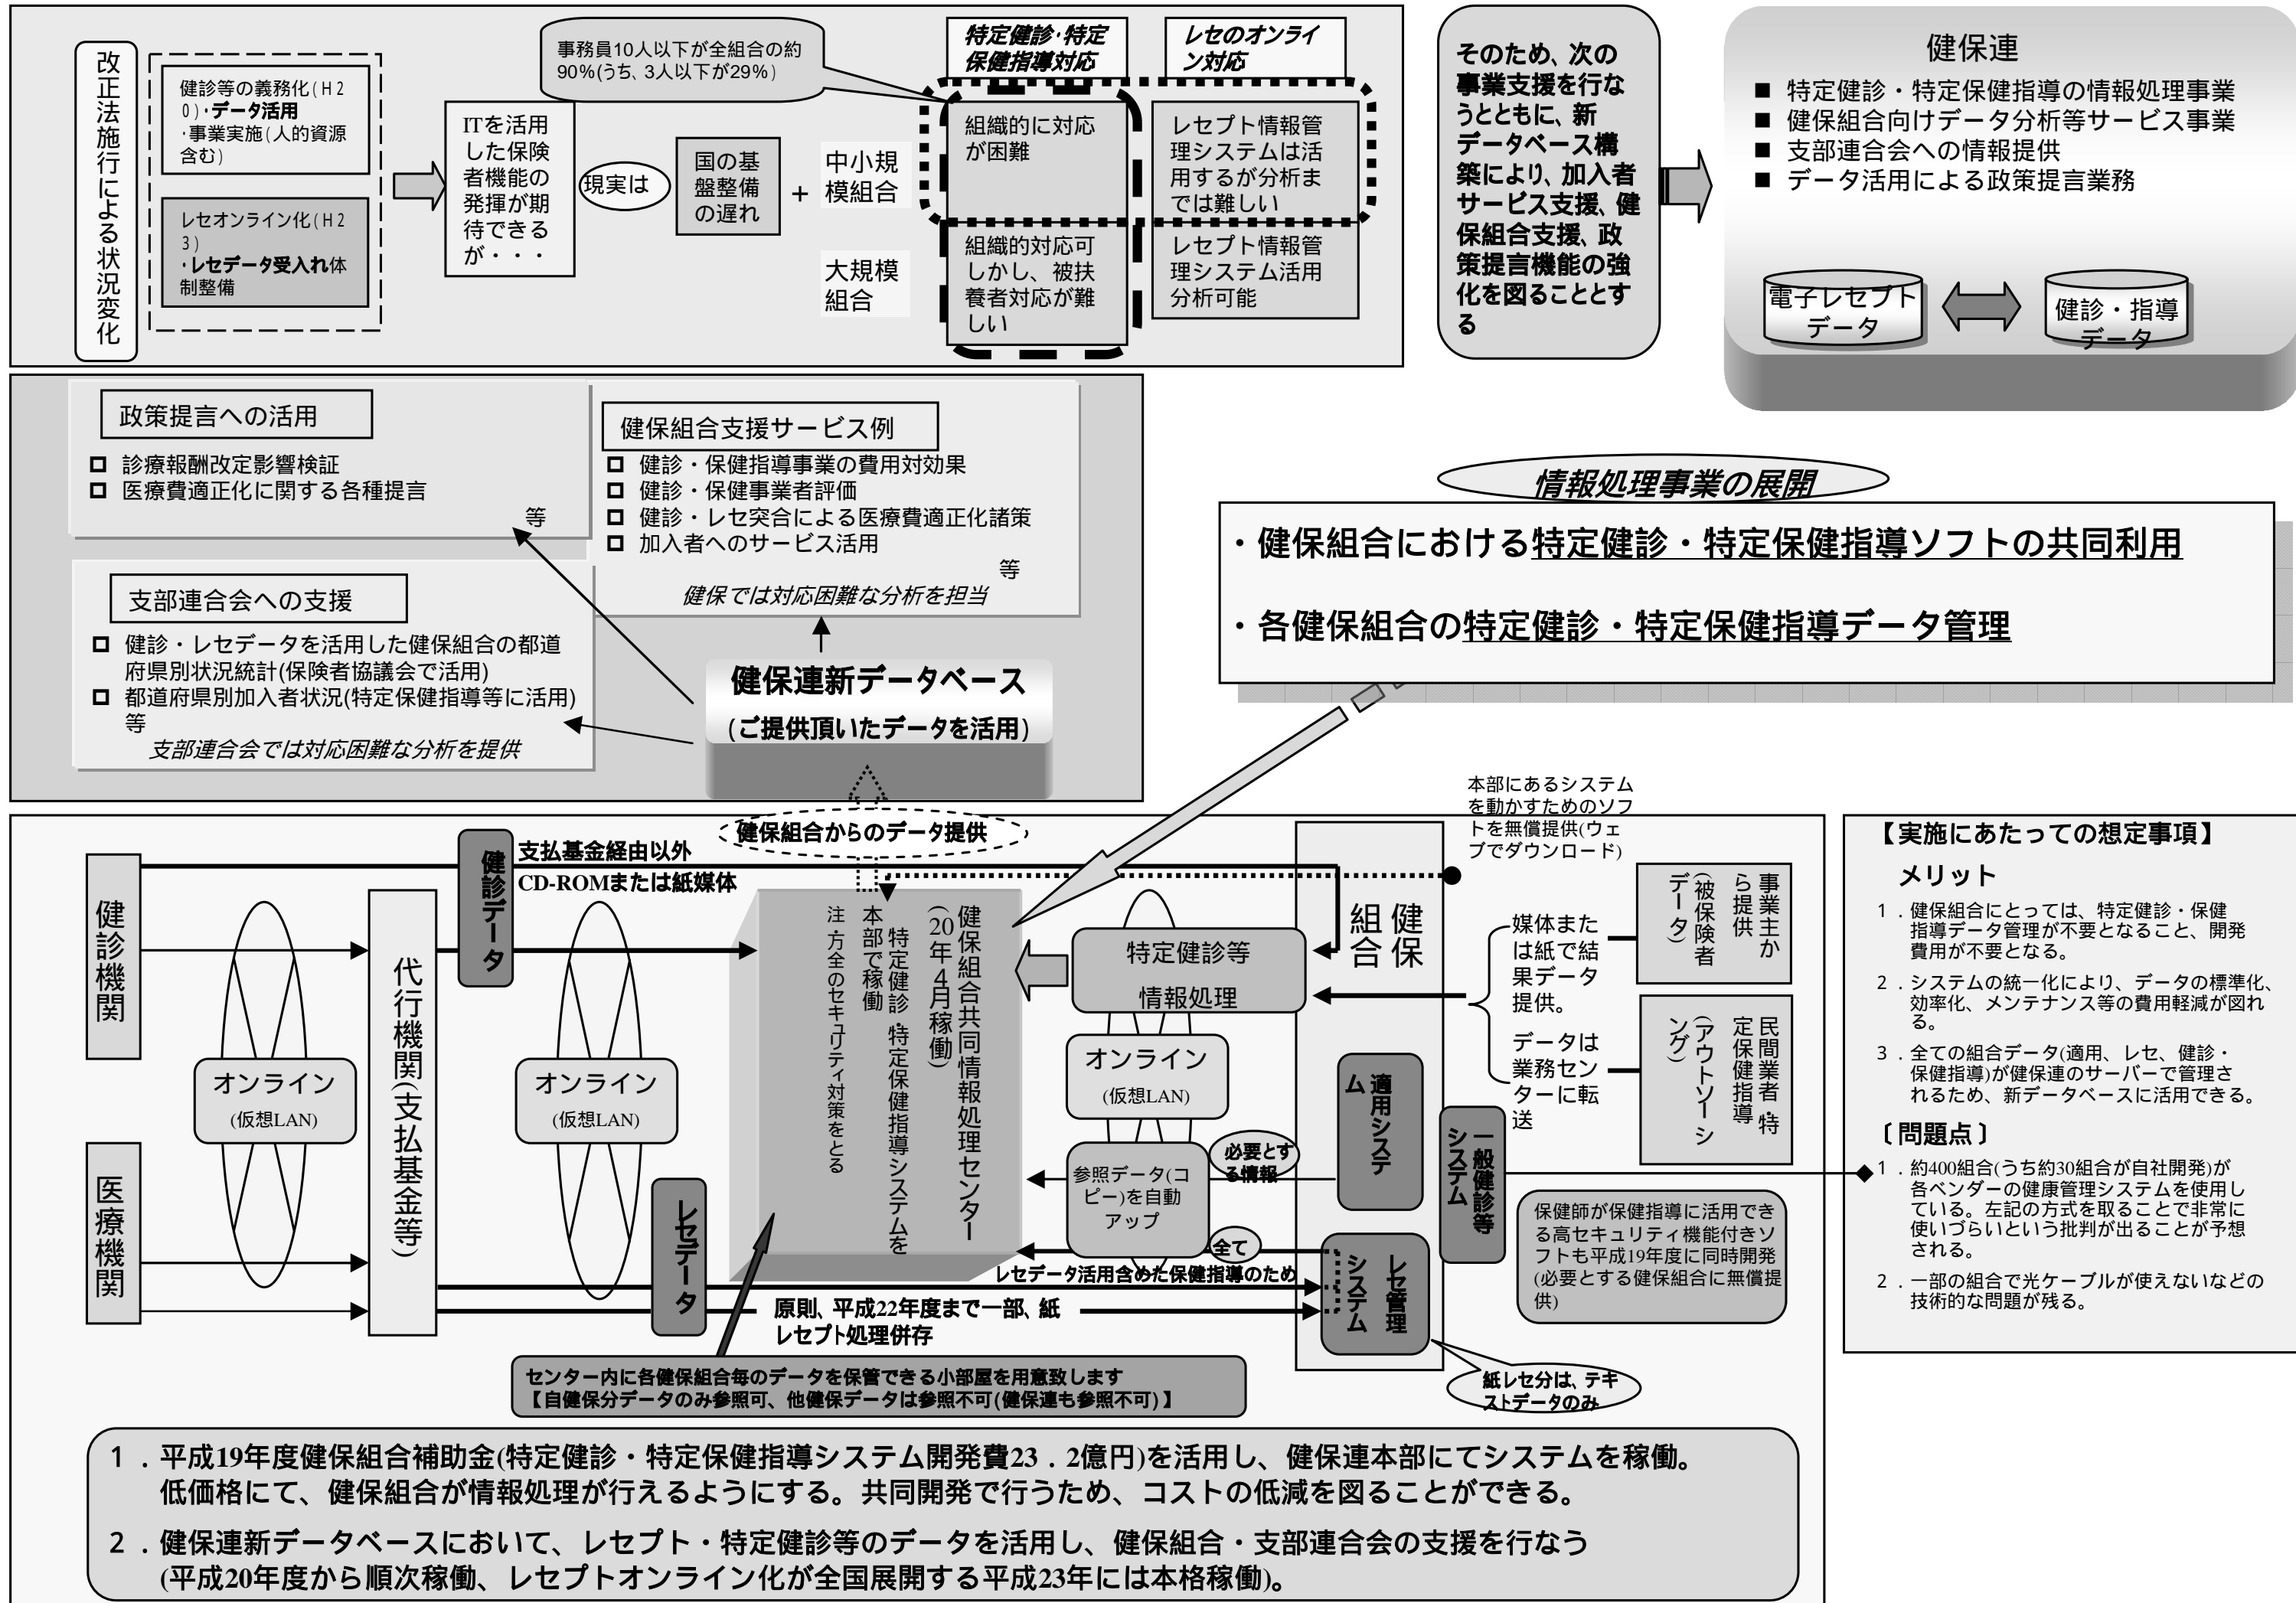 改正法施行による状況変化
健診等の義務化(H2
0)・データ活用
・事業実施(人的資源
含む)
レセオンライン化(H2
3)
・レセデータ受入れ体
制整備
ITを活用
した保険
者機能の
発揮が期
待できる
が・・・
現実は
国の基
盤整備
の遅れ
+
中小規
模組合
大規模
組合
事務員10人以下が全組合の約
90%(うち、3人以下が29%)
特定健診・特定
保健指導対応
レセのオンライ
ン対応
組織的に対応
が困難
レセプト情報管
理システムは活
用するが分析ま
では難しい
組織的対応可
しかし、被扶
養者対応が難
しい
レセプト情報管
理システム活用
分析可能
そのため、次の
事業支援を行な
うとともに、新
データベース構
築により、加入者
サービス支援、健
保組合支援、政
策提言機能の強
化を図ることとす
る
健保連
■ 特定健診・特定保健指導の情報処理事業
■ 健保組合向けデータ分析等サービス事業
■ 支部連合会への情報提供
■ データ活用による政策提言業務
電子レセプト
データ
健診・指導
データ
政策提言への活用
診療報酬改定影響検証
医療費適正化に関する各種提言
等
健保組合支援サービス例
健診・保健指導事業の費用対効果
健診・保健事業者評価
健診・レセ突合による医療費適正化諸策
加入者へのサービス活用
等
健保では対応困難な分析を担当
支部連合会への支援
健診・レセデータを活用した健保組合の都道
府県別状況統計(保険者協議会で活用)
都道府県別加入者状況(特定保健指導等に活用)
等
支部連合会では対応困難な分析を提供
健保連新データベース
(ご提供頂いたデータを活用)
情報処理事業の展開
・健保組合における特定健診・特定保健指導ソフトの共同利用
・各健保組合の特定健診・特定保健指導データ管理
健保組合からのデータ提供
本部にあるシステム
を動かすためのソフ
トを無償提供(ウェ
ブでダウンロード)
健診機関
医療機関
オンライン
(仮想LAN)
代行機関(支払基金等)
健診データ
支払基金経由以外
CD-ROMまたは紙媒体
オンライン
(仮想LAN)
レセデータ
健保組合共同情報処理センター
(20年4月稼働)
特定健診・特定保健指導システムを
本部で稼働
注・万全のセキュリティ対策をとる
特定健診等
情報処理
オンライン
(仮想LAN)
参照データ(コ
ピー)を自動
アップ
必要とす
る情報
全て
レセデータ活用含めた保健指導のため
原則、平成22年度まで一部、紙
レセプト処理併存
健保
組合
適用システ
ム
一般健診等
システム
レセ管理
システム
媒体また
は紙で結
果データ
提供。
データは
業務セン
ターに転
送
事業主か
ら提供
(被保険者
データ)
民間業者・特
定保健指導
(アウトソーシ
ング)
保健師が保健指導に活用でき
る高セキュリティ機能付きソ
フトも平成19年度に同時開発
(必要とする健保組合に無償提
供)
紙レセ分は、テキ
ストデータのみ
センター内に各健保組合毎のデータを保管できる小部屋を用意致します
【自健保分データのみ参照可、他健保データは参照不可(健保連も参照不可)】
【実施にあたっての想定事項】
メリット
1.健保組合にとっては、特定健診・保健
指導データ管理が不要となること、開発
費用が不要となる。
2.システムの統一化により、データの標準化、
効率化、メンテナンス等の費用軽減が図れ
る。
3.全ての組合データ(適用、レセ、健診・
保健指導)が健保連のサーバーで管理さ
れるため、新データベースに活用できる。
〔問題点〕
1.約400組合(うち約30組合が自社開発)が
各ベンダーの健康管理システムを使用し
ている。左記の方式を取ることで非常に
使いづらいという批判が出ることが予想
される。
2.一部の組合で光ケーブルが使えないなどの
技術的な問題が残る。
1.平成19年度健保組合補助金(特定健診・特定保健指導システム開発費23.2億円)を活用し、健保連本部にてシステムを稼働。
低価格にて、健保組合が情報処理が行えるようにする。共同開発で行うため、コストの低減を図ることができる。
2.健保連新データベースにおいて、レセプト・特定健診等のデータを活用し、健保組合・支部連合会の支援を行なう
(平成20年度から順次稼働、レセプトオンライン化が全国展開する平成23年には本格稼働)。